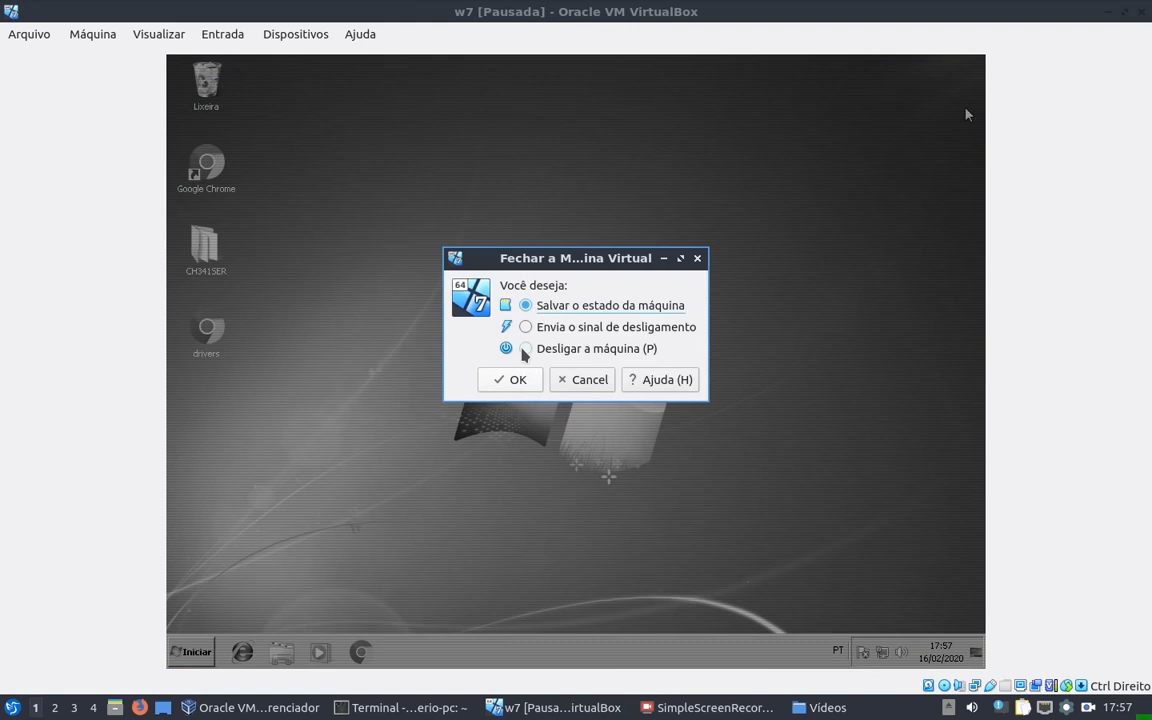 w7 [Pausada] - Oracle VM VirtualBox
Arquivo Máquina Visualizar Entrada Dispositivos Ajuda
Lixeira
Google Chrome
CH341SER
drivers
Fechar a M...ina Virtual
64
7
Você deseja:
Salvar o estado da máquina
Envia o sinal de desligamento
Desligar a máquina (P)
OK Cancel ? Ajuda (H)
Iniciar
PT
17:57
16/02/2020
Ctrl Direito
1 2 3 4 Oracle VM...renciador Terminal -...erio-pc: ~ w7 [Pausa...irtualBox SimpleScreenRecor... Vídeos 17:57